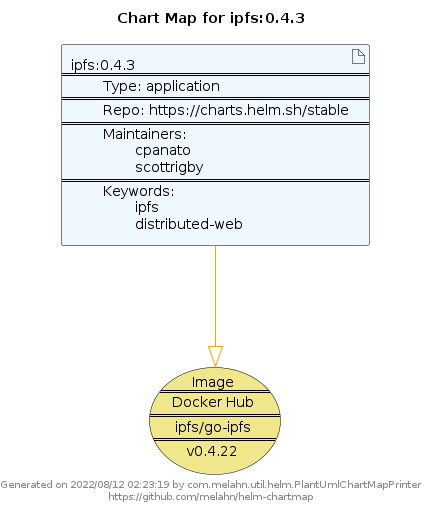 Chart Map for ipfs:0.4.3
ipfs:0.4.3
Type: application
Repo: https://charts.helm.sh/stable
Maintainers:
cpanato
scottrigby
Keywords:
ipfs
distributed-web
Image
Docker Hub
ipfs/go-ipfs
v0.4.22
Generated on 2022/08/12 02:23:19 by com.melahn.util.helm.PlantUmlChartMapPrinter
https://github.com/melahn/helm-chartmap